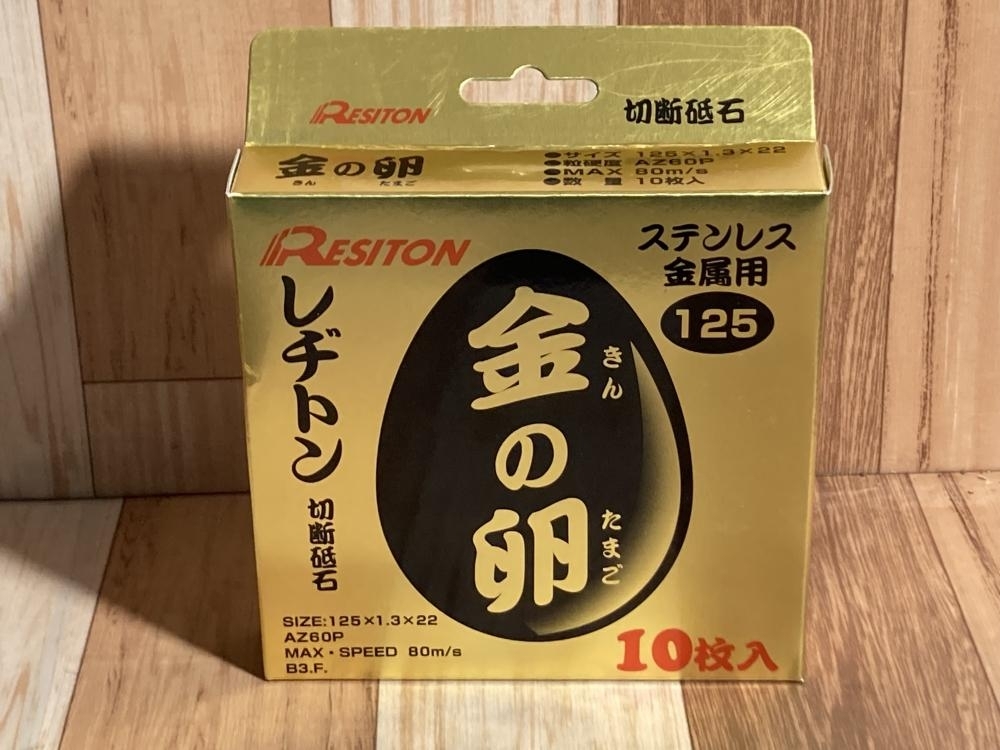 RESITON
切断砥石
金の卵
きん たまご
●サイズ 125×1.3×22
●粒硬度 AZ60P
●MAX 80m/s
●数 量 10枚入
RESITON
ステンレス
金属用
125
レヂトン
切断砥石
金の卵
きん
たまご
SIZE:125×1.3×22
AZ60P
MAX・SPEED 80m/s
B3.F.
10枚入